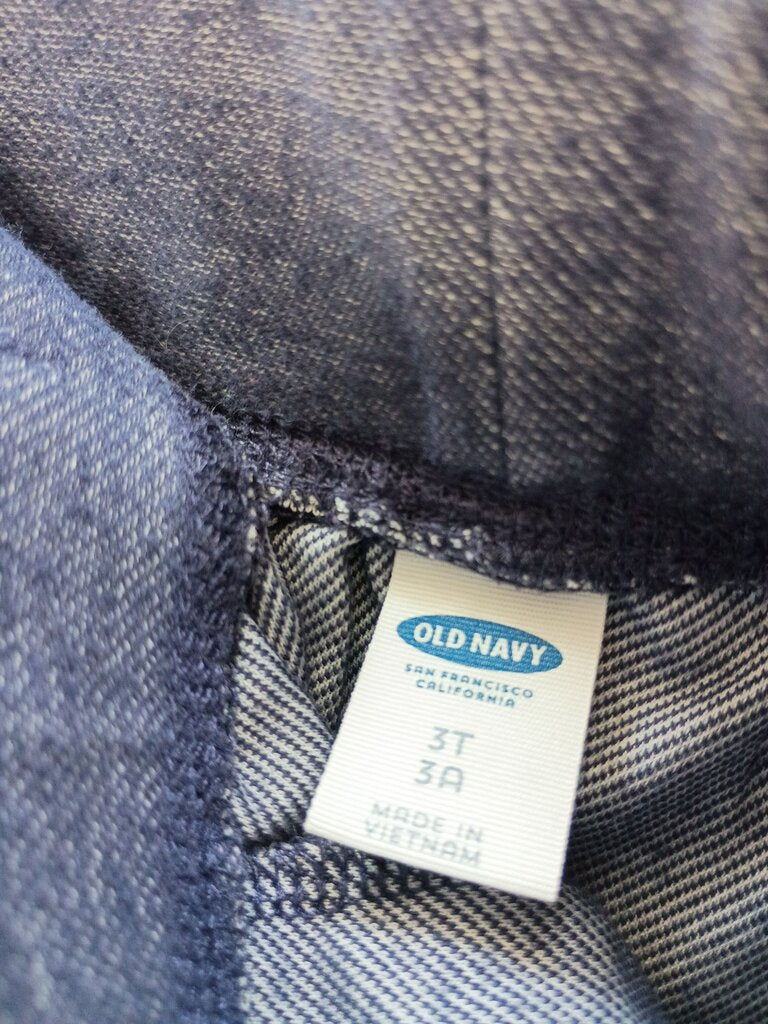 OLD NAVY
SAN FRANCISCO
CALIFORNIA
3T
3A
MADE IN
VIETNAM